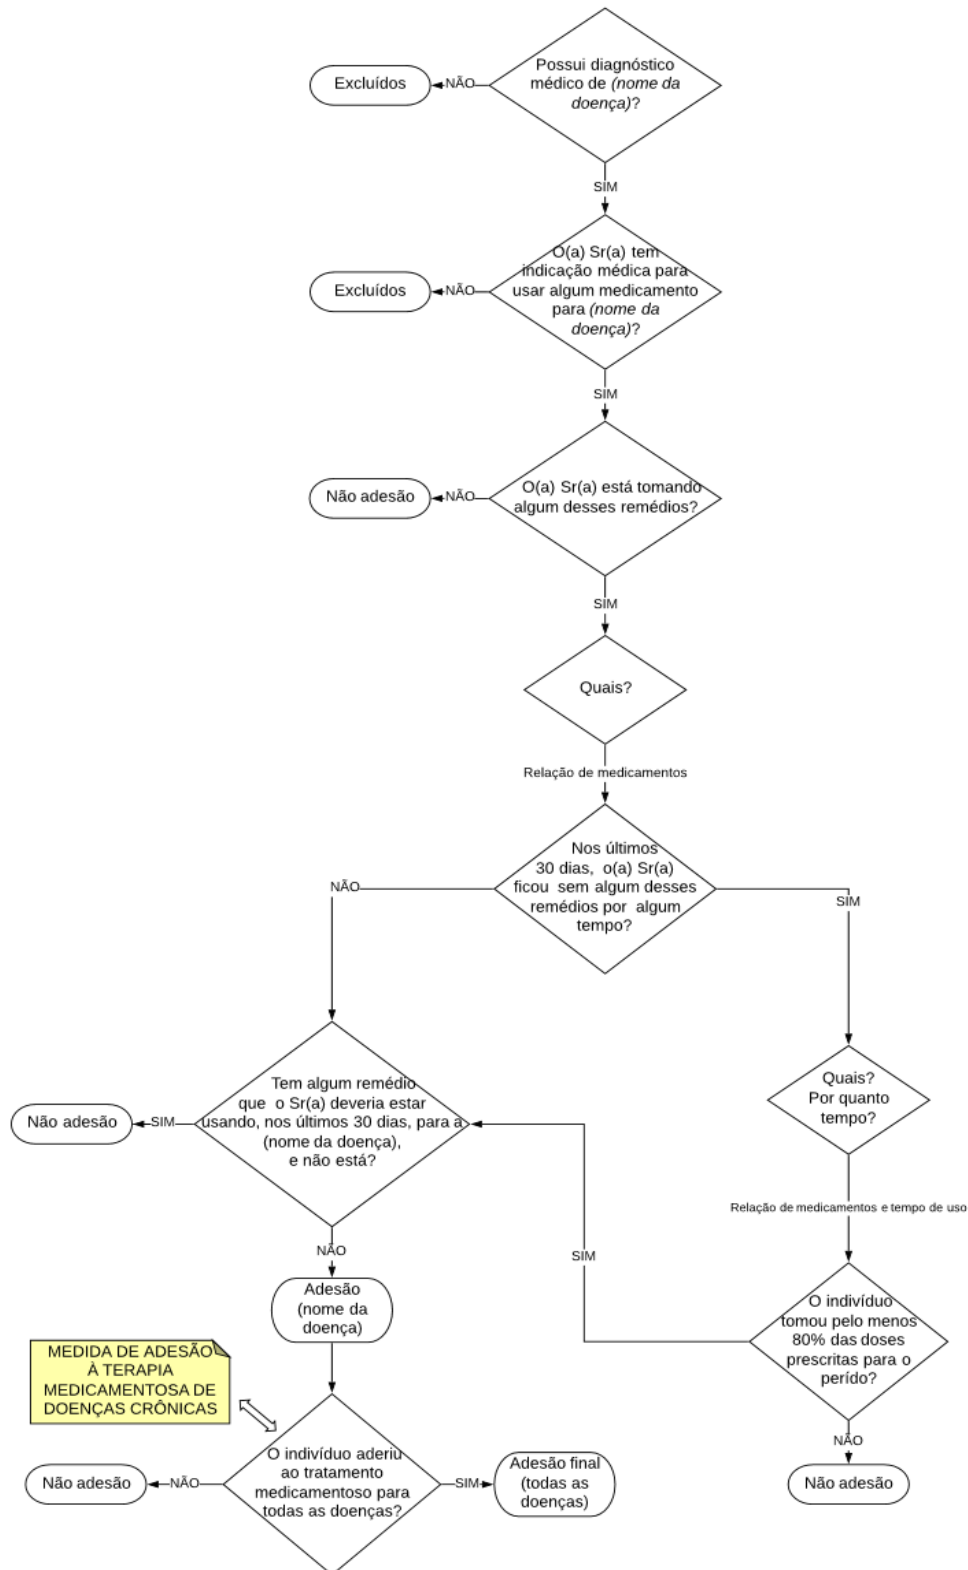 Possui diagnóstico
médico de (nome da
doença)?
NÃO
Excluídos
SIM
O(a) Sr(a) tem
indicação médica para
usar algum medicamento
para (nome da
doença)?
NÃO
Excluídos
SIM
O(a) Sr(a) está tomando
algum desses remédios?
NÃO
Não adesão
SIM
Quais?
Relação de medicamentos
Nos últimos
30 dias, o(a) Sr(a)
ficou sem algum desses
remédios por algum
tempo?
NÃO
SIM
Tem algum remédio
que o Sr(a) deveria estar
usando, nos últimos 30 dias, para a
(nome da doença),
e não está?
SIM
Não adesão
Quais?
Por quanto
tempo?
Relação de medicamentos e tempo de uso
NÃO
SIM
Adesão
(nome da
doença)
O indivíduo
tomou pelo menos
80% das doses
prescritas para o
perído?
MEDIDA DE ADESÃO
À TERAPIA
MEDICAMENTOSA DE
DOENÇAS CRÔNICAS
NÃO
Não adesão
O indivíduo aderiu
ao tratamento
medicamentoso para
todas as doenças?
NÃO
Não adesão
SIM
Adesão final
(todas as
doenças)